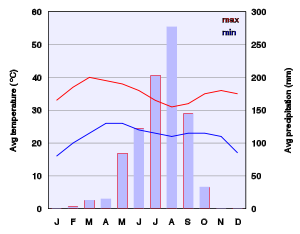 60 300
max
min
50 250
40 200
30 150
20 100
10 50
0 0
Avg temperature (°C)
Avg precipitation (mm)
J F M A M J J A S O N D